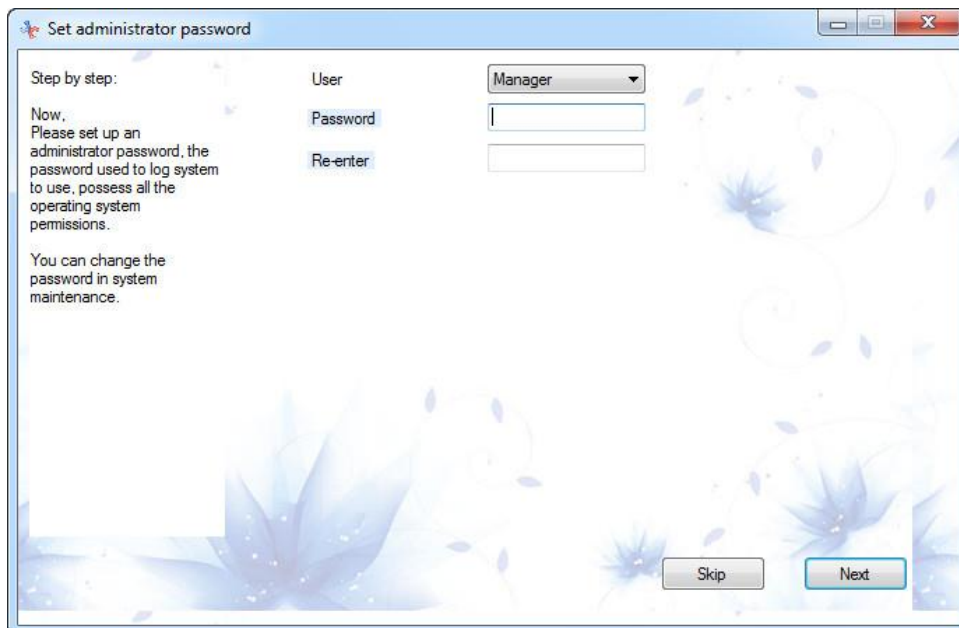 Set administrator password
Step by step:
Now,
Please set up an
administrator password, the
password used to log system
to use, possess all the
operating system
permissions.
You can change the
password in system
maintenance.
User
Manager
Password
Re-enter
Skip
Next